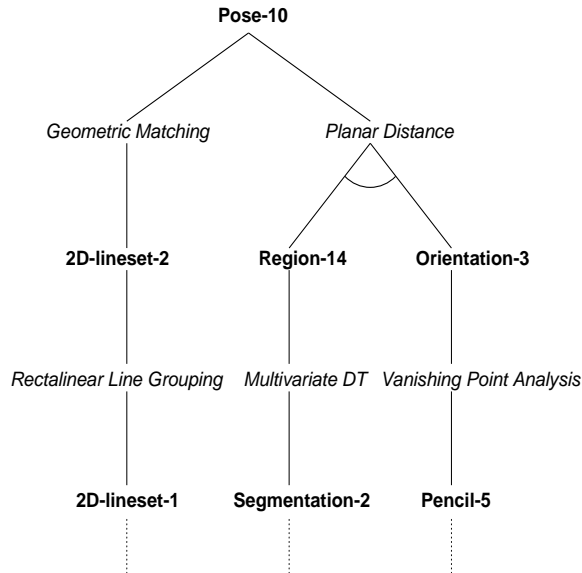 Pose-10
Geometric Matching Planar Distance
2D-lineset-2 Region-14 Orientation-3
Rectalinear Line Grouping Multivariate DT Vanishing Point Analysis
2D-lineset-1 Segmentation-2 Pencil-5